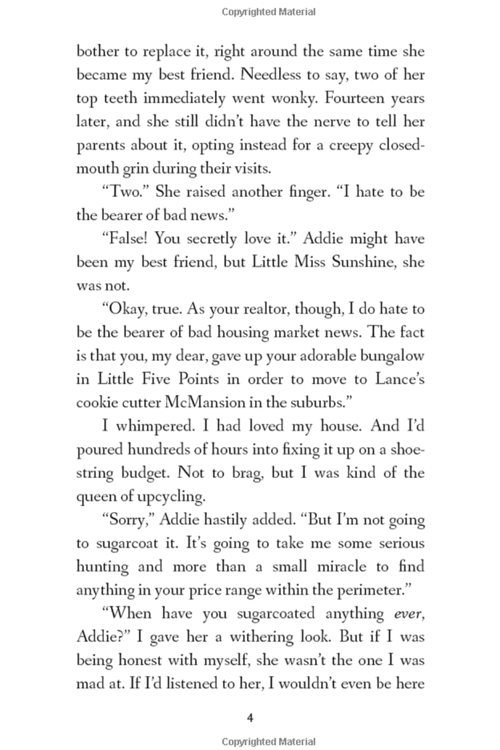 Copyrighted Material
bother to replace it, right around the same time she
became my best friend. Needless to say, two of her
top teeth immediately went wonky. Fourteen years
later, and she still didn’t have the nerve to tell her
parents about it, opting instead for a creepy closed-
mouth grin during their visits.
“Two.” She raised another finger. “I hate to be
the bearer of bad news.”
“False! You secretly love it.” Addie might have
been my best friend, but Little Miss Sunshine, she
was not.
“Okay, true. As your realtor, though, I do hate to
be the bearer of bad housing market news. The fact
is that you, my dear, gave up your adorable bungalow
in Little Five Points in order to move to Lance’s
cookie cutter McMansion in the suburbs.”
I whimpered. I had loved my house. And I’d
poured hundreds of hours into fixing it up on a shoe-
string budget. Not to brag, but I was kind of the
queen of upcycling.
“Sorry,” Addie hastily added. “But I’m not going
to sugarcoat it. It’s going to take me some serious
hunting and more than a small miracle to find
anything in your price range within the perimeter.”
“When have you sugarcoated anything ever,
Addie?” I gave her a withering look. But if I was
being honest with myself, she wasn’t the one I was
mad at. If I’d listened to her, I wouldn’t even be here
4
Copyrighted Material